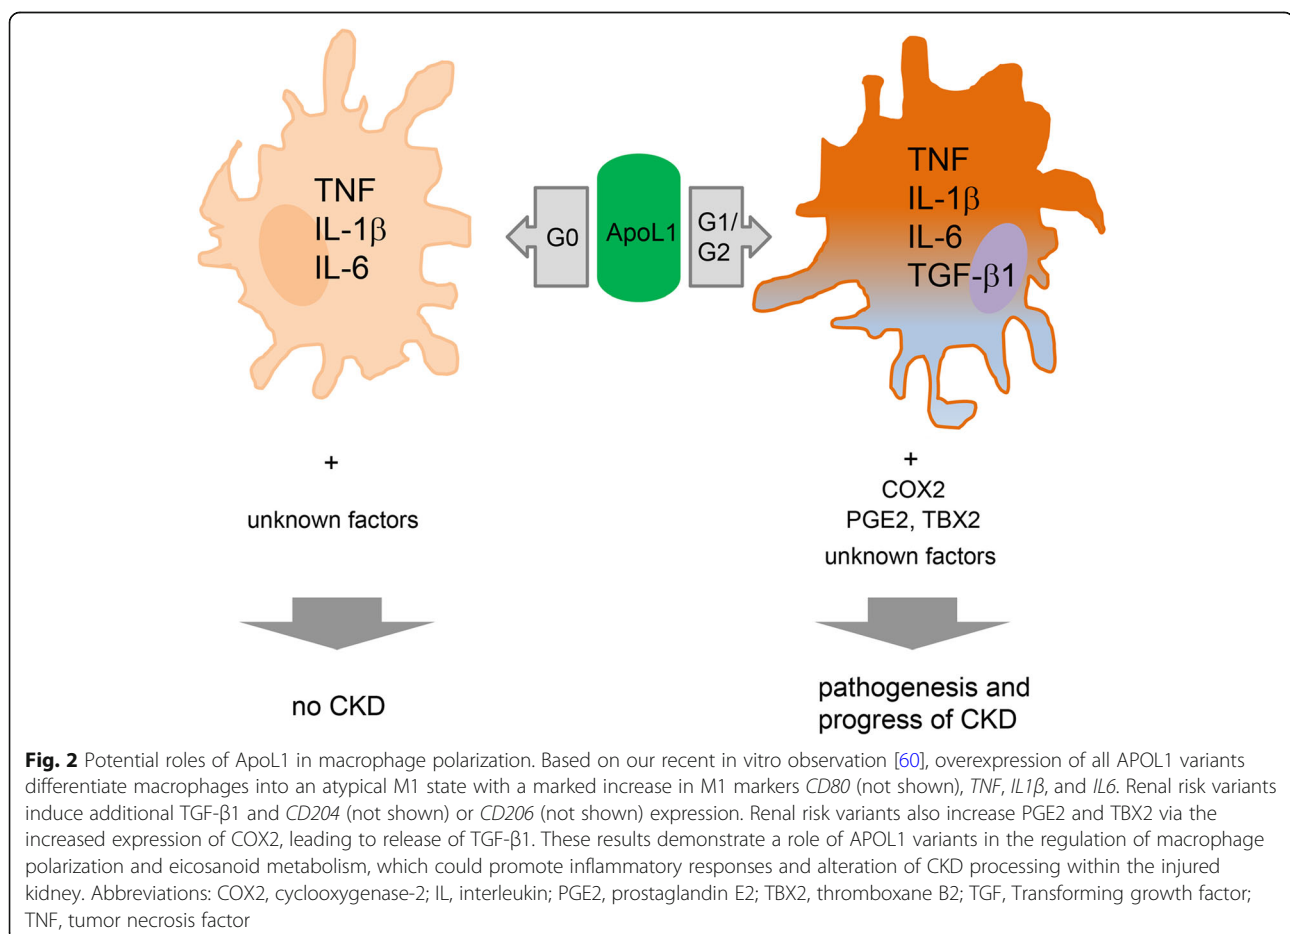 TNF
IL-1β
IL-6
G0
ApoL1
G1/
G2
TNF
IL-1β
IL-6
TGF-β1
+
unknown factors
no CKD
+
COX2
PGE2, TBX2
unknown factors
pathogenesis and
progress of CKD
Fig. 2 Potential roles of ApoL1 in macrophage polarization. Based on our recent in vitro observation [60], overexpression of all APOL1 variants
differentiate macrophages into an atypical M1 state with a marked increase in M1 markers CD80 (not shown), TNF, IL1β, and IL6. Renal risk variants
induce additional TGF-β1 and CD204 (not shown) or CD206 (not shown) expression. Renal risk variants also increase PGE2 and TBX2 via the
increased expression of COX2, leading to release of TGF-β1. These results demonstrate a role of APOL1 variants in the regulation of macrophage
polarization and eicosanoid metabolism, which could promote inflammatory responses and alteration of CKD processing within the injured
kidney. Abbreviations: COX2, cyclooxygenase-2; IL, interleukin; PGE2, prostaglandin E2; TBX2, thromboxane B2; TGF, Transforming growth factor;
TNF, tumor necrosis factor